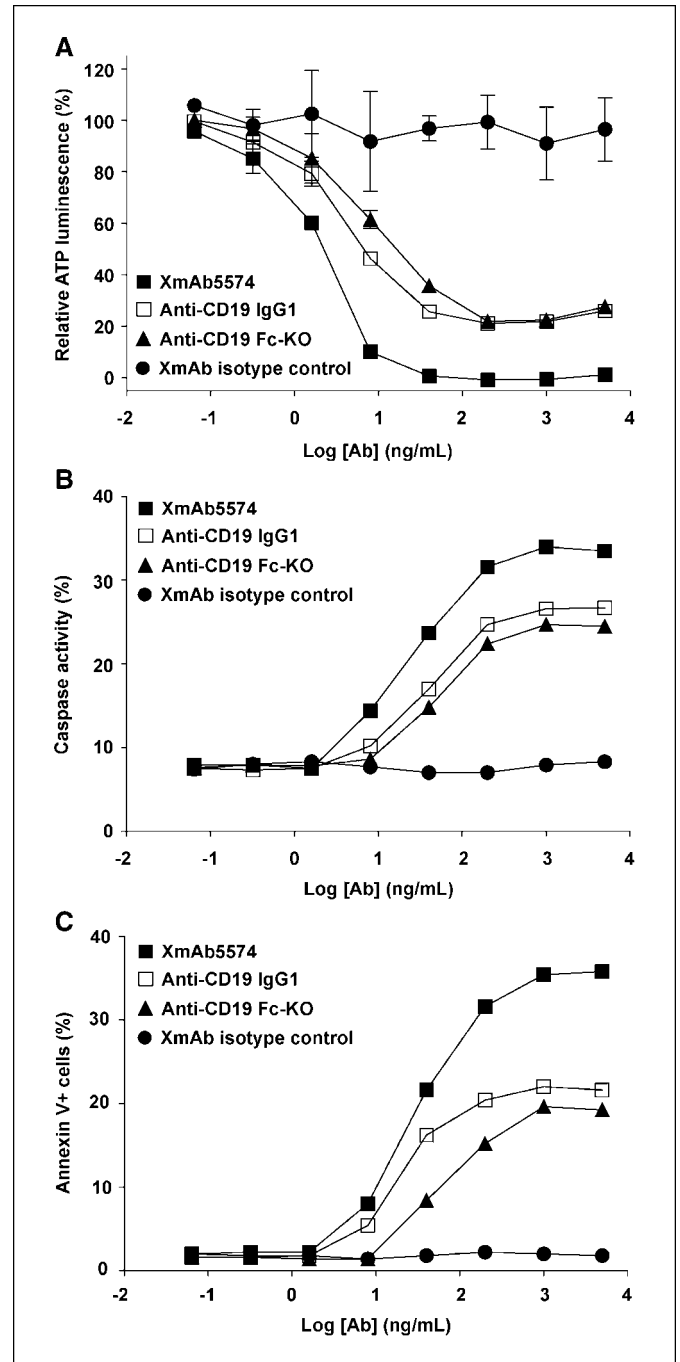 A
120
100
80
60
40
20
0
Relative ATP luminescence (%)
XmAb5574
Anti-CD19 IgG1
Anti-CD19 Fc-KO
XmAb isotype control
-2 -1 0 1 2 3 4
Log [Ab] (ng/mL)
B
40
30
20
10
0
Caspase activity (%)
XmAb5574
Anti-CD19 IgG1
Anti-CD19 Fc-KO
XmAb isotype control
-2 -1 0 1 2 3 4
Log [Ab] (ng/mL)
C
40
30
20
10
0
Annexin V+ cells (%)
XmAb5574
Anti-CD19 IgG1
Anti-CD19 Fc-KO
XmAb isotype control
-2 -1 0 1 2 3 4
Log [Ab] (ng/mL)